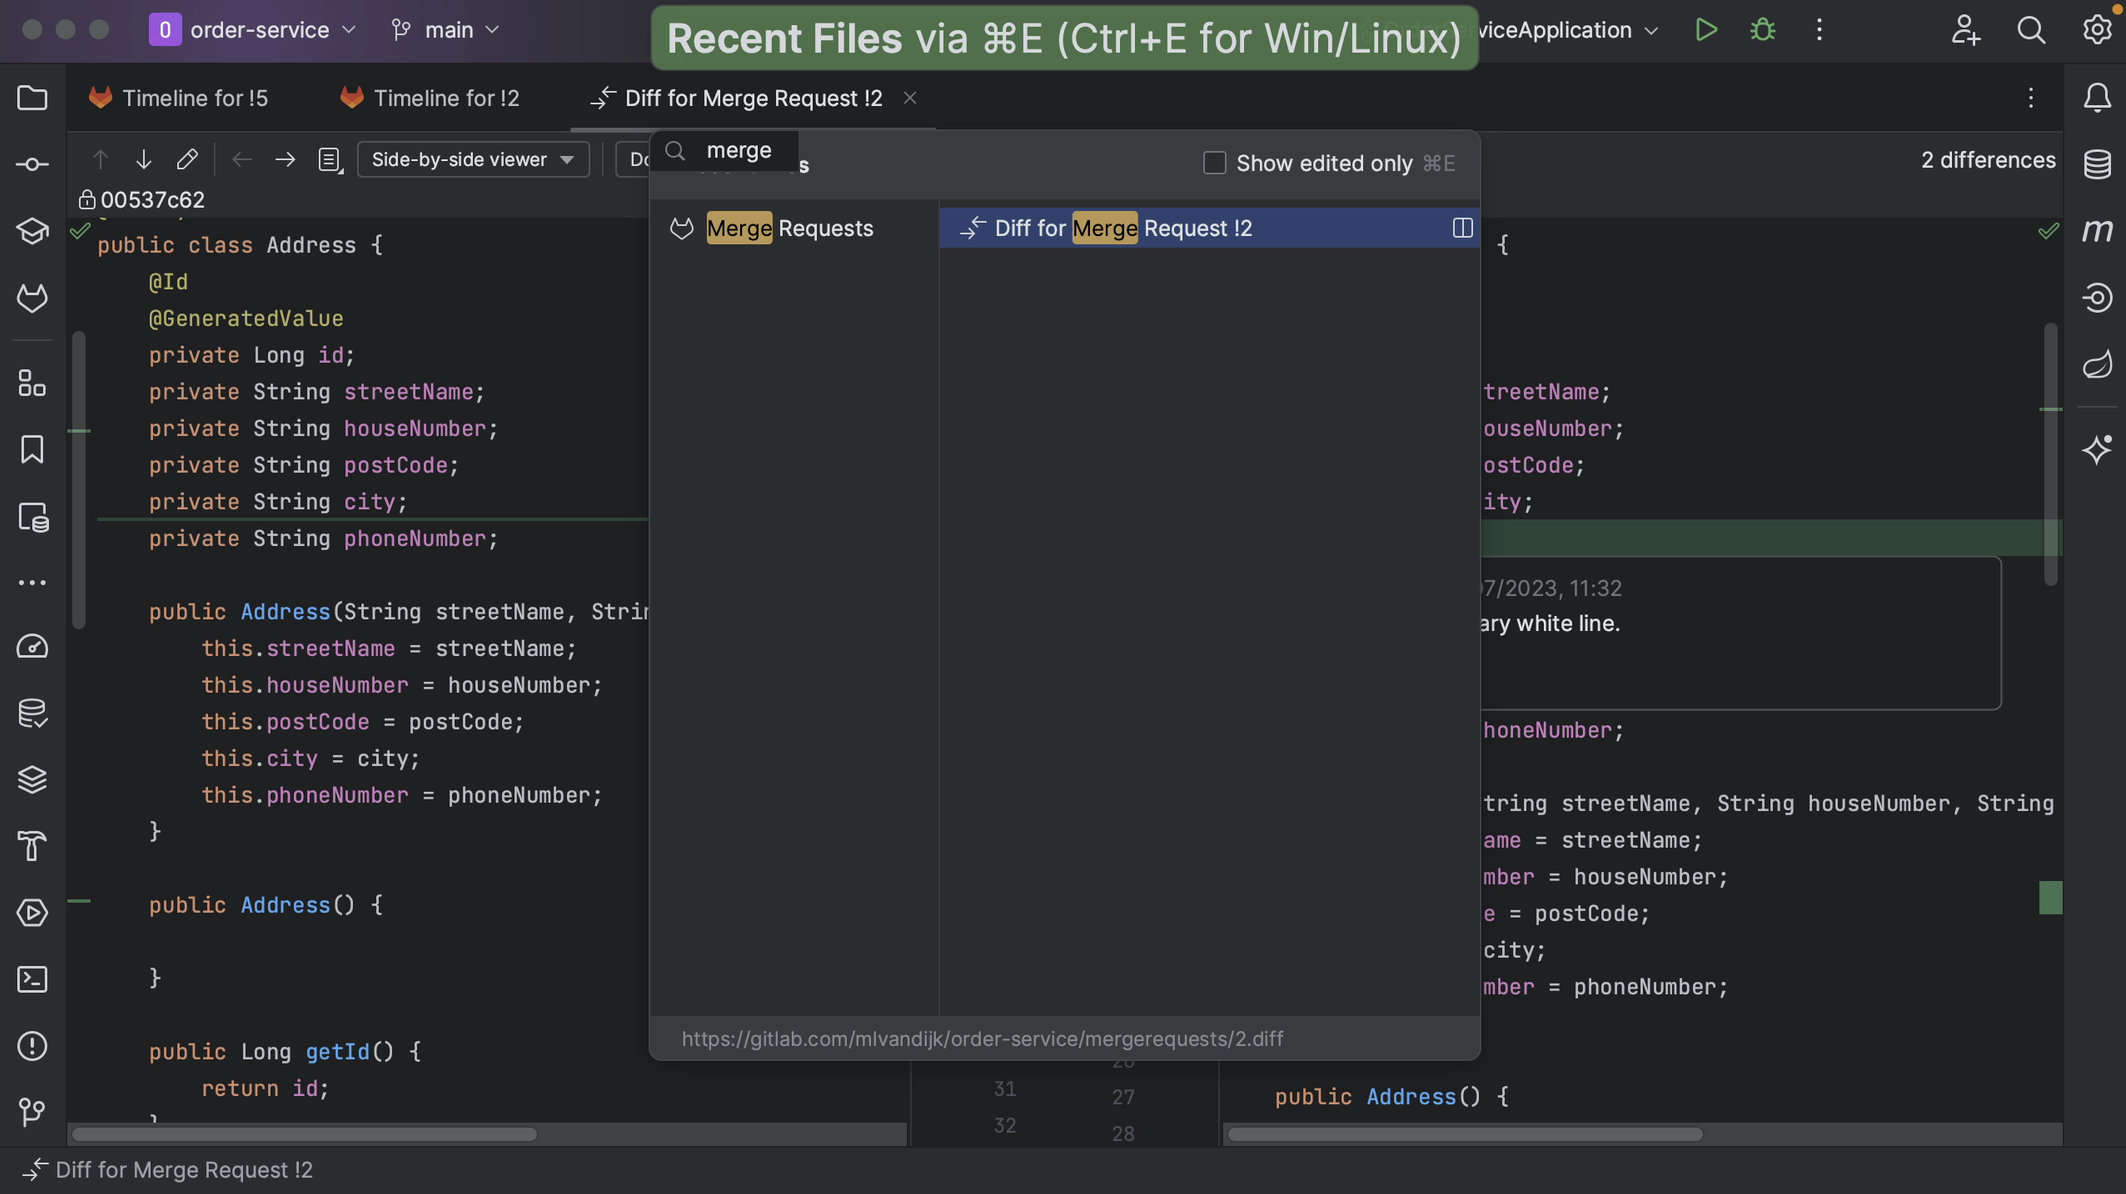 0 order-service main
Recent Files via ⌘E (Ctrl+E for Win/Linux)
viceApplication
Timeline for !5
Timeline for !2
Diff for Merge Request !2
Side-by-side viewer
Do
2 differences
merge
Show edited only ⌘E
Merge Requests
Diff for Merge Request !2
https://gitlab.com/mlvandijk/order-service/mergerequests/2.diff
00537c62
public class Address {
@Id
@GeneratedValue
private Long id;
private String streetName;
private String houseNumber;
private String postCode;
private String city;
private String phoneNumber;
public Address(String streetName, Strin
this.streetName = streetName;
this.houseNumber = houseNumber;
this.postCode = postCode;
this.city = city;
this.phoneNumber = phoneNumber;
}
public Address() {
}
public Long getId() {
return id;
31
32
27
28
{
treetName;
ouseNumber;
ostCode;
ity;
07/2023, 11:32
ary white line.
honeNumber;
tring streetName, String houseNumber, String
ame = streetName;
mber = houseNumber;
e = postCode;
city;
mber = phoneNumber;
public Address() {
m
Diff for Merge Request !2